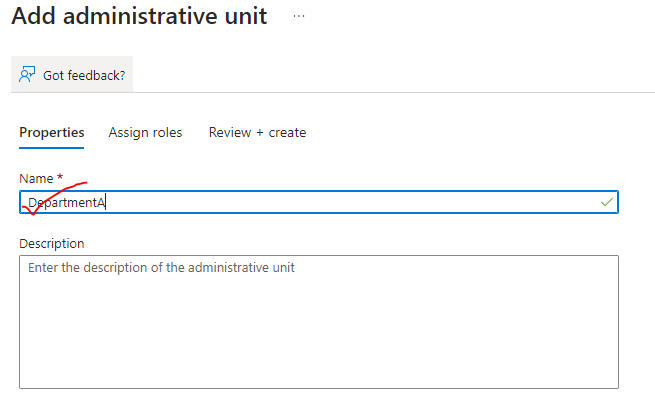 Add administrative unit ...
Got feedback?
Properties Assign roles Review + create
Name *
DepartmentA
Description
Enter the description of the administrative unit